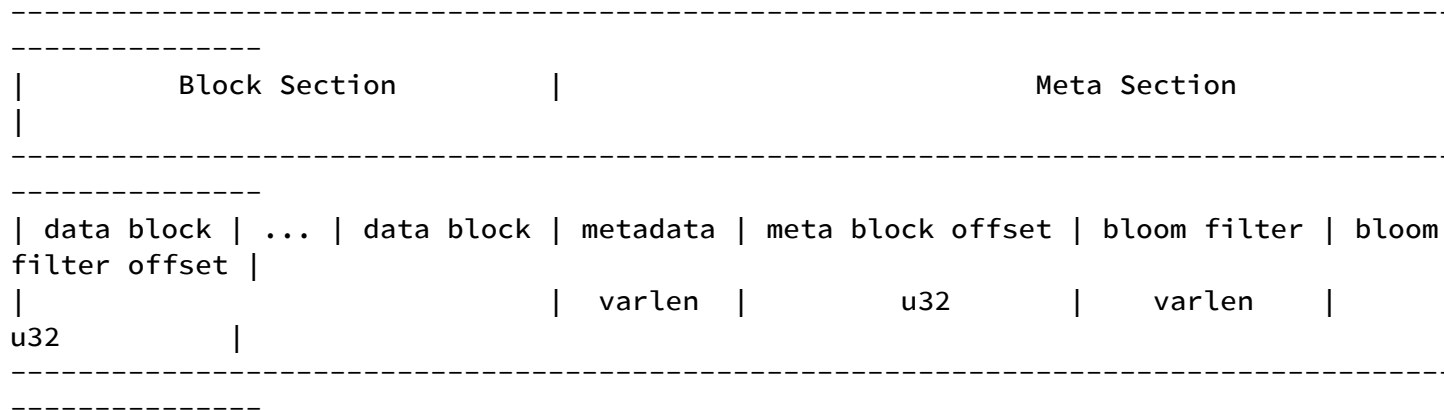 -----------------------------------------------------------------------------------------
---------------
|         Block Section         |                            Meta Section
|
-----------------------------------------------------------------------------------------
---------------
| data block | ... | data block | metadata | meta block offset | bloom filter | bloom
filter offset |
|                               |  varlen  |         u32       |    varlen    |
u32          |
-----------------------------------------------------------------------------------------
---------------